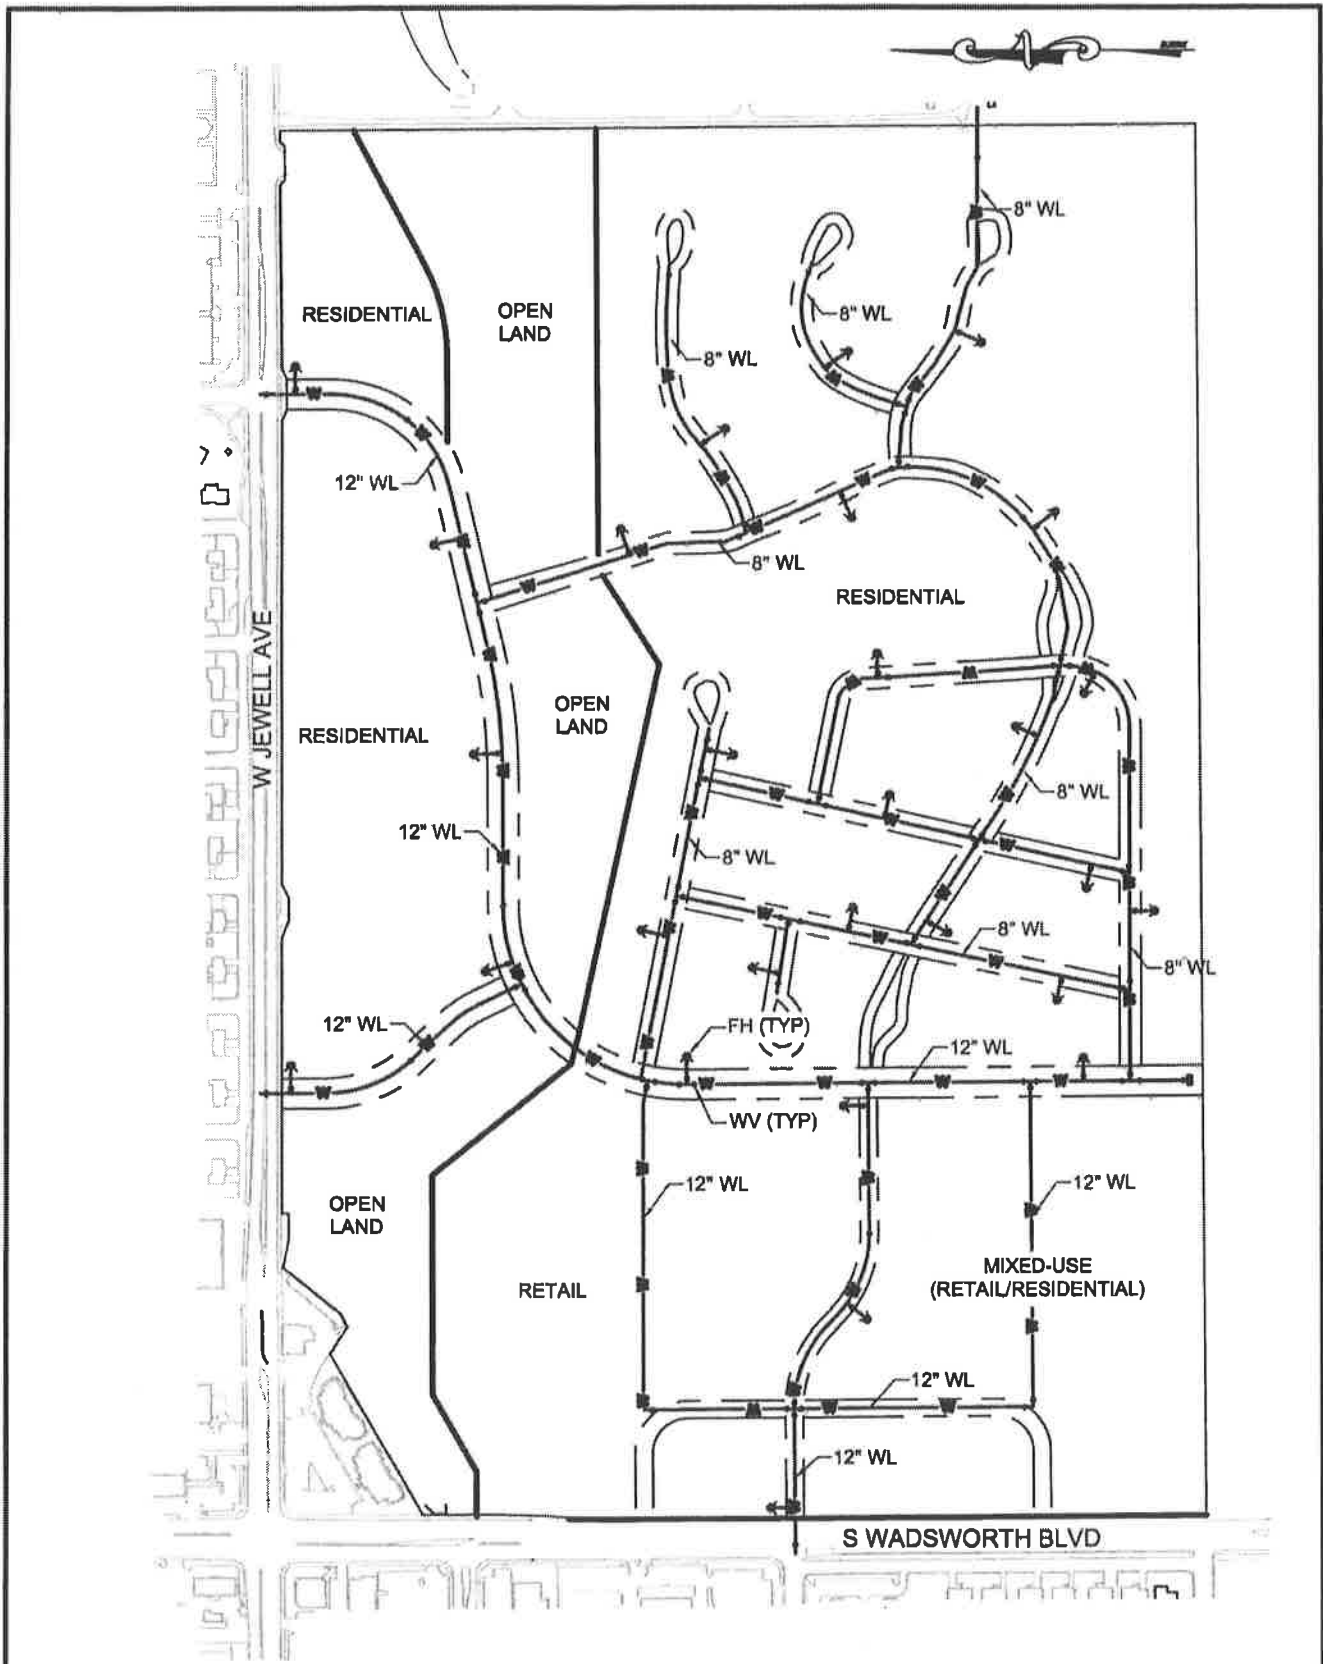 8" WL
RESIDENTIAL
OPEN
LAND
8" WL
8" WL
12" WL
8" WL
RESIDENTIAL
W JEWELL AVE
RESIDENTIAL
OPEN
LAND
8" WL
12" WL
8" WL
8" WL
8" WL
12" WL
FH (TYP)
12" WL
WV (TYP)
12" WL
12" WL
OPEN
LAND
RETAIL
MIXED-USE
(RETAIL/RESIDENTIAL)
12" WL
12" WL
S WADSWORTH BLVD